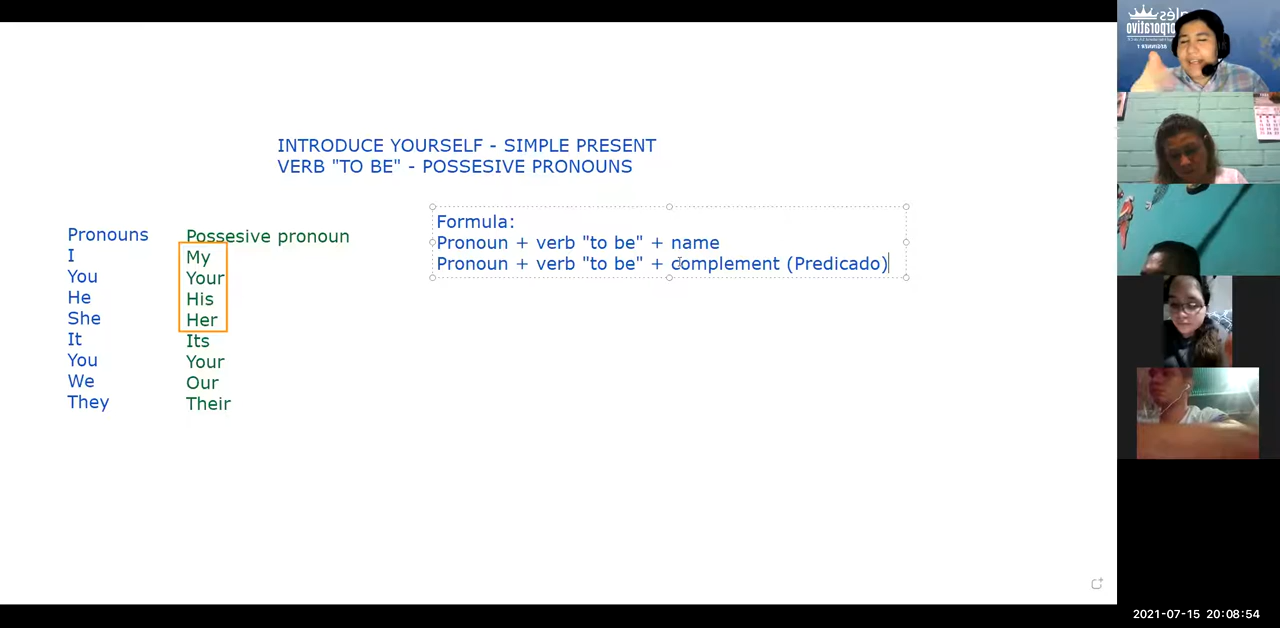 INTRODUCE YOURSELF - SIMPLE PRESENT
VERB "TO BE" - POSSESIVE PRONOUNS
Formula:
Pronoun + verb "to be" + name
Pronoun + verb "to be" + complement (Predicado)
Pronouns
I
You
He
She
It
You
We
They
Possesive pronoun
My
Your
His
Her
Its
Your
Our
Their
BEGINNER 1
2021-07-15 20:08:54